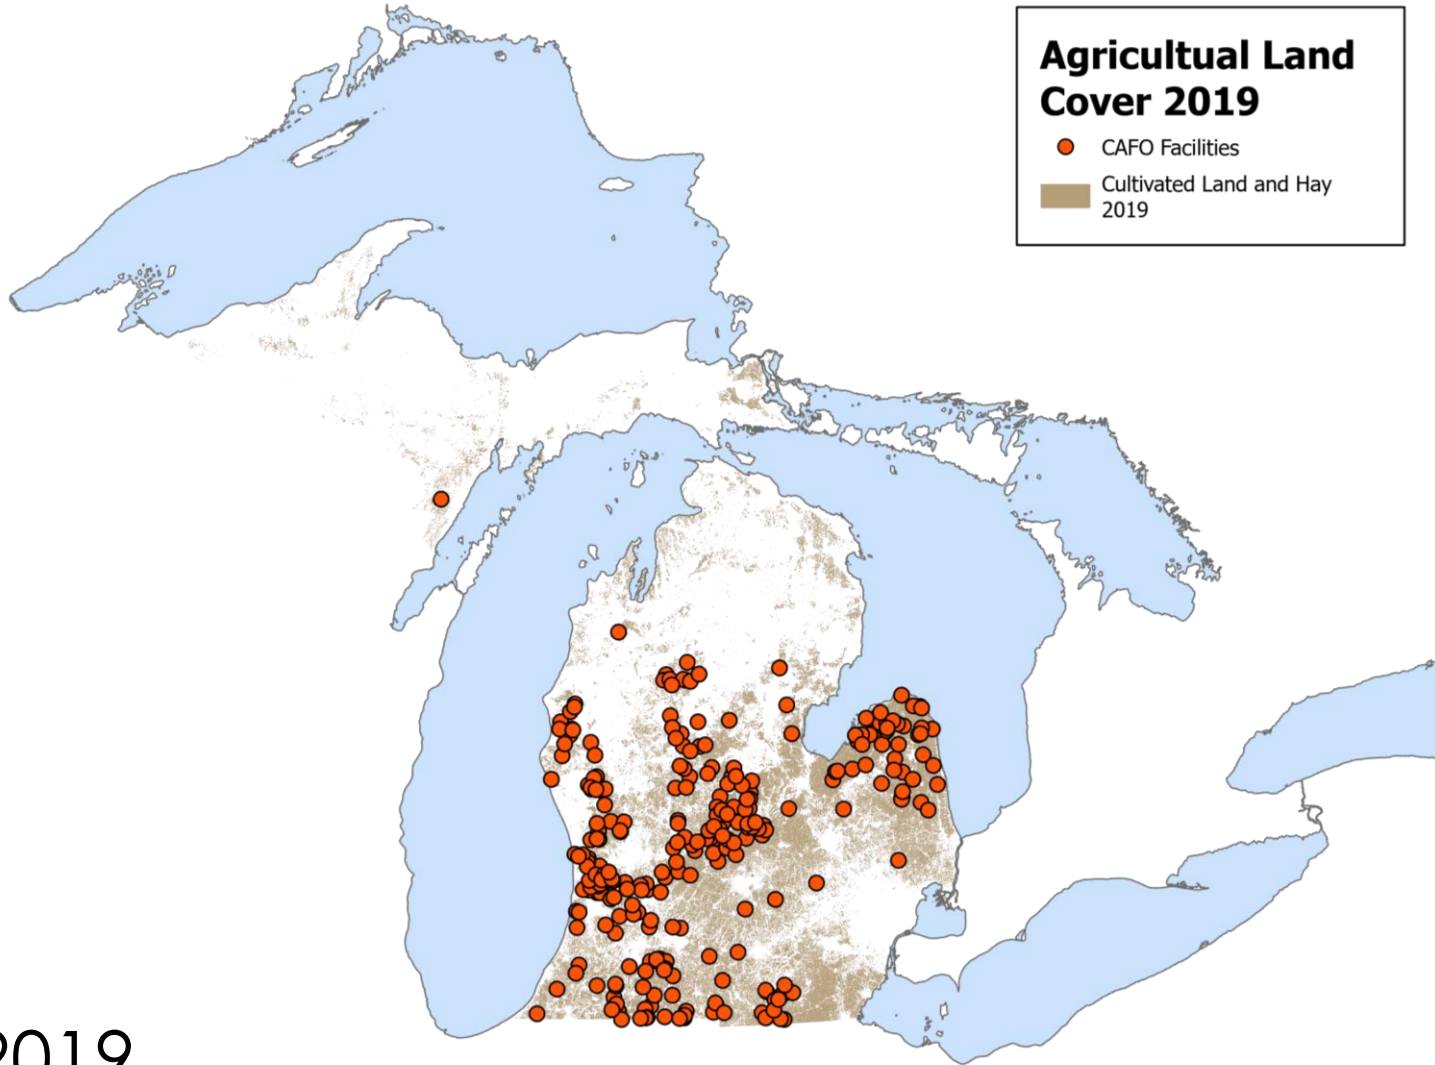 Agricultual Land
Cover 2019
CAFO Facilities
Cultivated Land and Hay
2019
2019